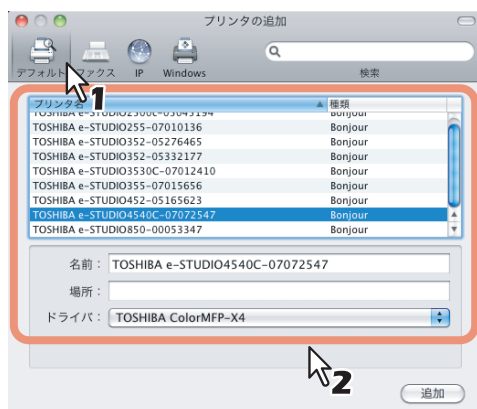 プリンタの追加
デフォルト ファクス IP Windows 検索
1
プリンタ名 種類
TOSHIBA e-STUDIO2500C-05045194 Bonjour
TOSHIBA e-STUDIO255-07010136 Bonjour
TOSHIBA e-STUDIO352-05276465 Bonjour
TOSHIBA e-STUDIO352-05332177 Bonjour
TOSHIBA e-STUDIO3530C-07012410 Bonjour
TOSHIBA e-STUDIO355-07015656 Bonjour
TOSHIBA e-STUDIO452-05165623 Bonjour
TOSHIBA e-STUDIO4540C-07072547 Bonjour
TOSHIBA e-STUDIO850-00053347 Bonjour
名前： TOSHIBA e-STUDIO4540C-07072547
場所：
ドライバ： TOSHIBA ColorMFP-X4
2
追加